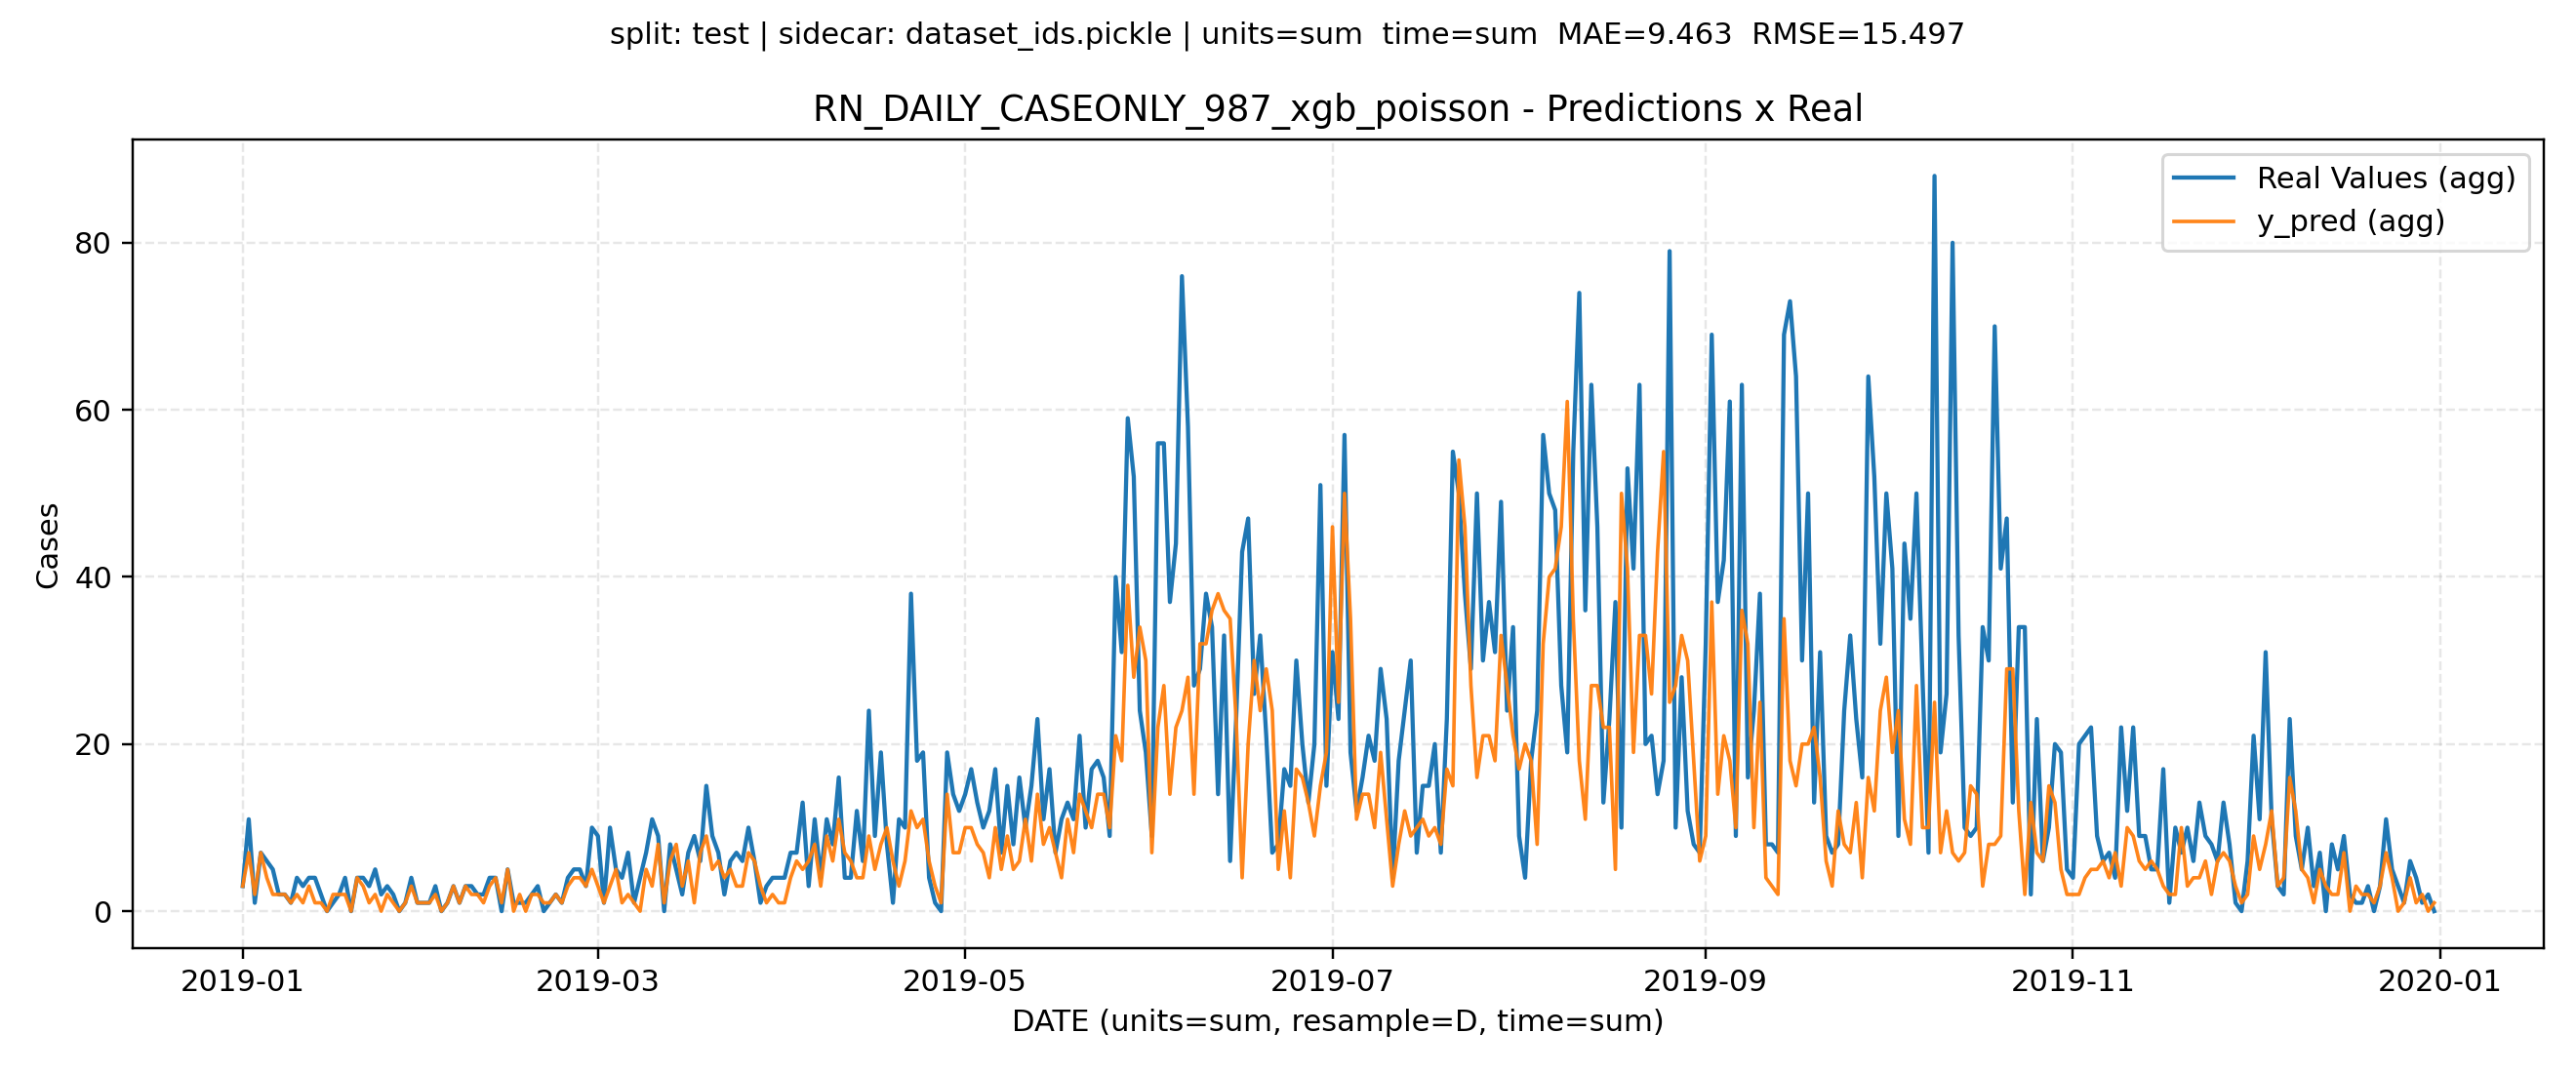 split: test | sidecar: dataset_ids.pickle | units=sum  time=sum  MAE=9.463  RMSE=15.497
RN_DAILY_CASEONLY_987_xgb_poisson - Predictions x Real
Real Values (agg)
y_pred (agg)
Cases
80
60
40
20
0
2019-01
2019-03
2019-05
2019-07
2019-09
2019-11
2020-01
DATE (units=sum, resample=D, time=sum)